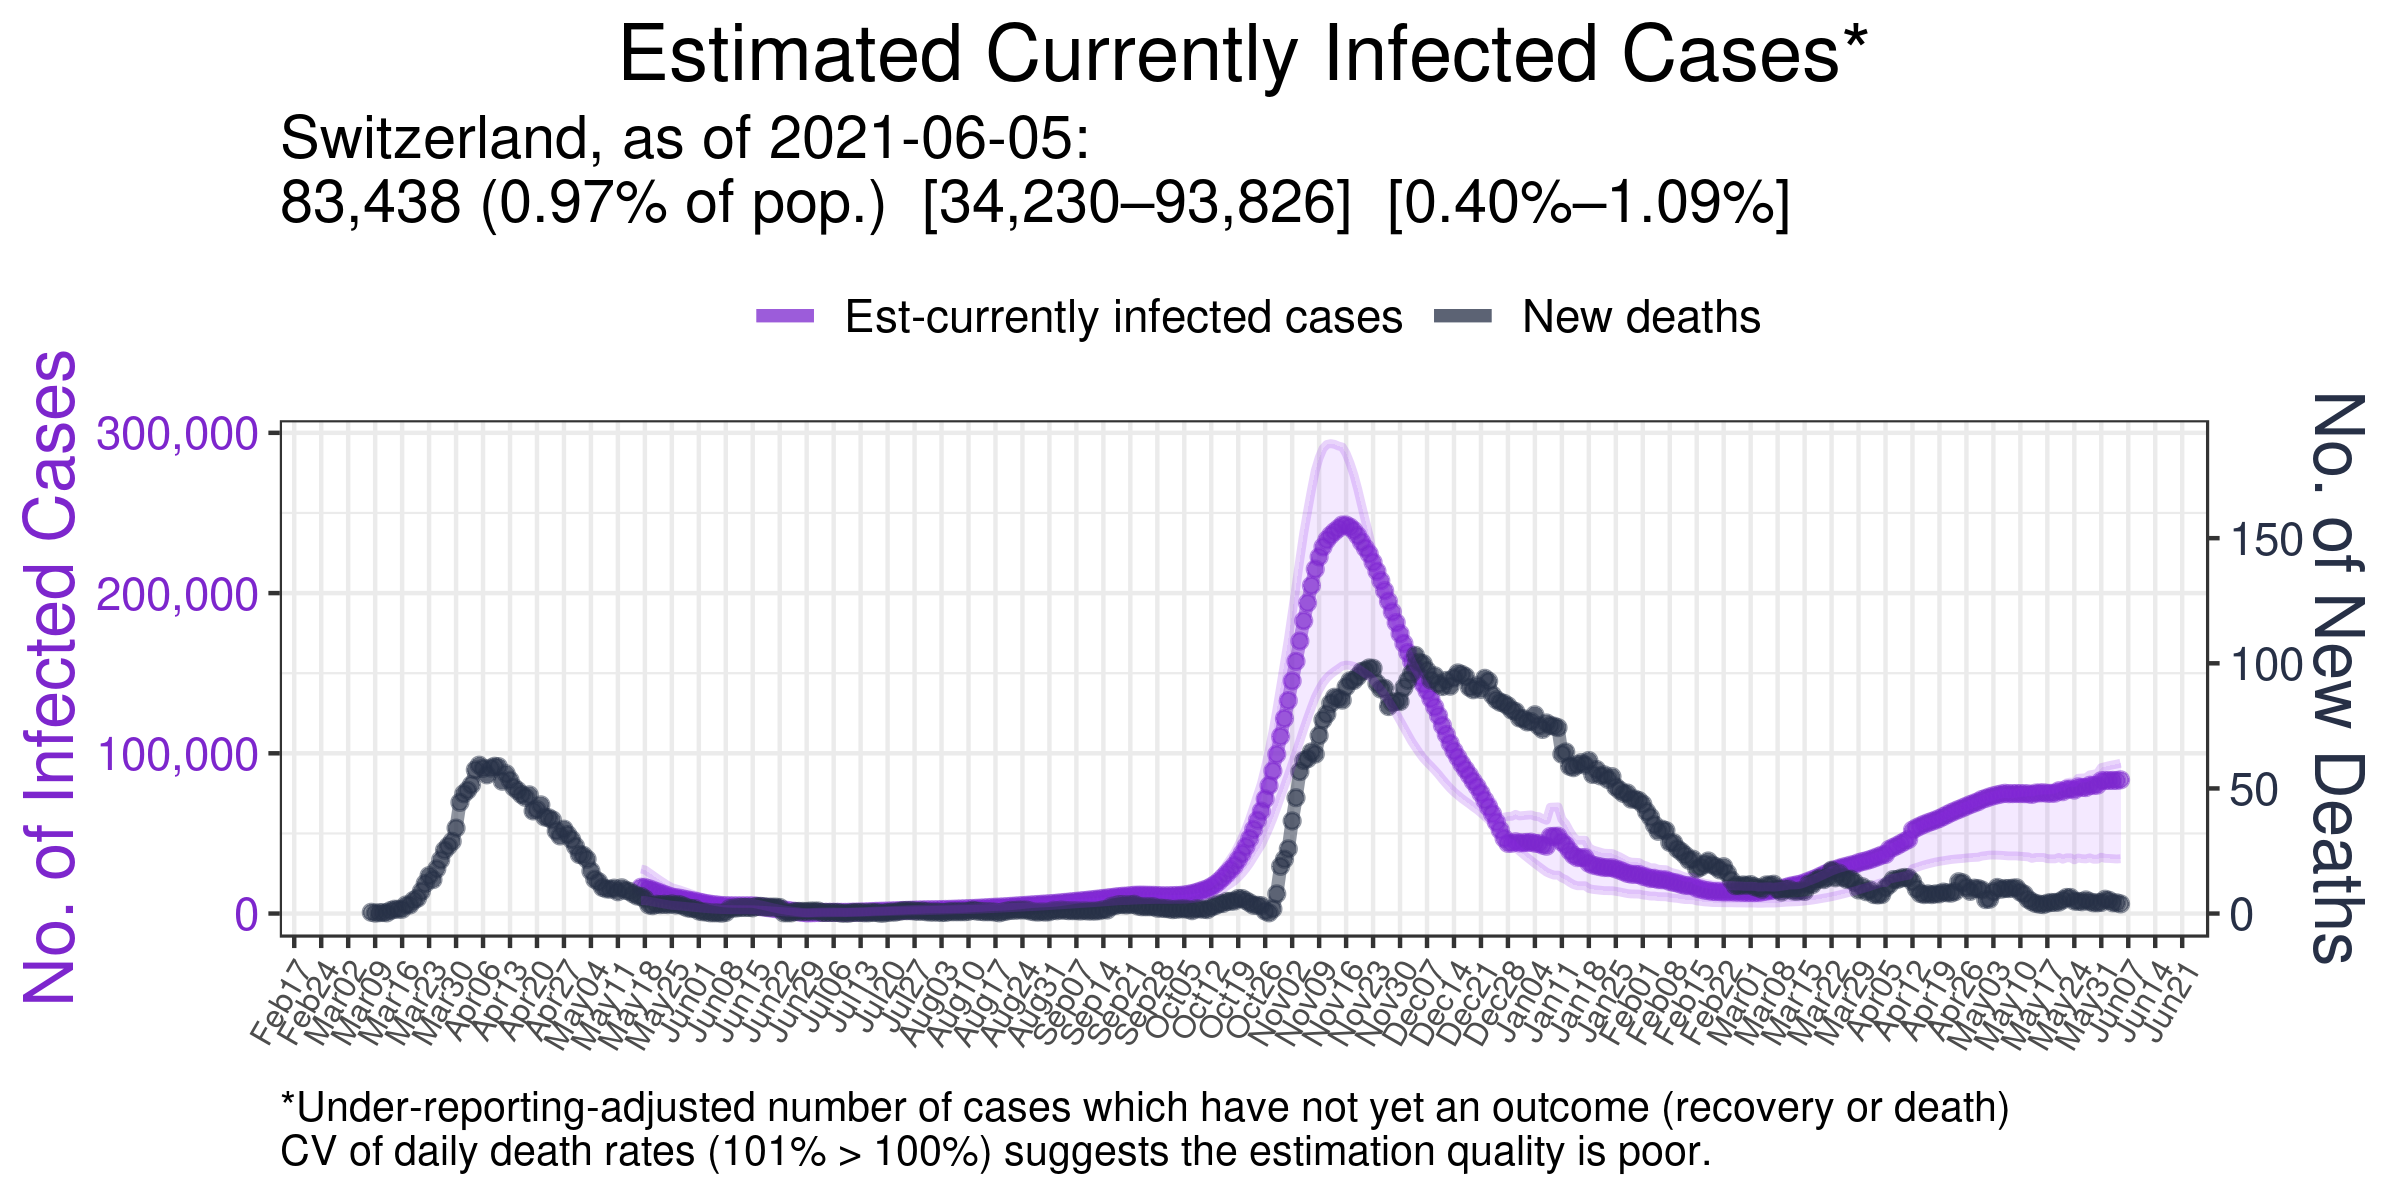 Estimated Currently Infected Cases*
Switzerland, as of 2021-06-05:
83,438 (0.97% of pop.)  [34,230–93,826]  [0.40%–1.09%]
Est-currently infected cases
New deaths
No. of Infected Cases
300,000
200,000
100,000
0
No. of New Deaths
150
100
50
0
Feb17
Feb24
Mar02
Mar09
Mar16
Mar23
Mar30
Apr06
Apr13
Apr20
Apr27
May04
May11
May18
May25
Jun01
Jun08
Jun15
Jun22
Jun29
Jul06
Jul13
Jul20
Jul27
Aug03
Aug10
Aug17
Aug24
Aug31
Sep07
Sep14
Sep21
Sep28
Oct05
Oct12
Oct19
Oct26
Nov02
Nov09
Nov16
Nov23
Nov30
Dec07
Dec14
Dec21
Dec28
Jan04
Jan11
Jan18
Jan25
Feb01
Feb08
Feb15
Feb22
Mar01
Mar08
Mar15
Mar22
Mar29
Apr05
Apr12
Apr19
Apr26
May03
May10
May17
May24
May31
Jun07
Jun14
Jun21
*Under-reporting-adjusted number of cases which have not yet an outcome (recovery or death)
CV of daily death rates (101% > 100%) suggests the estimation quality is poor.